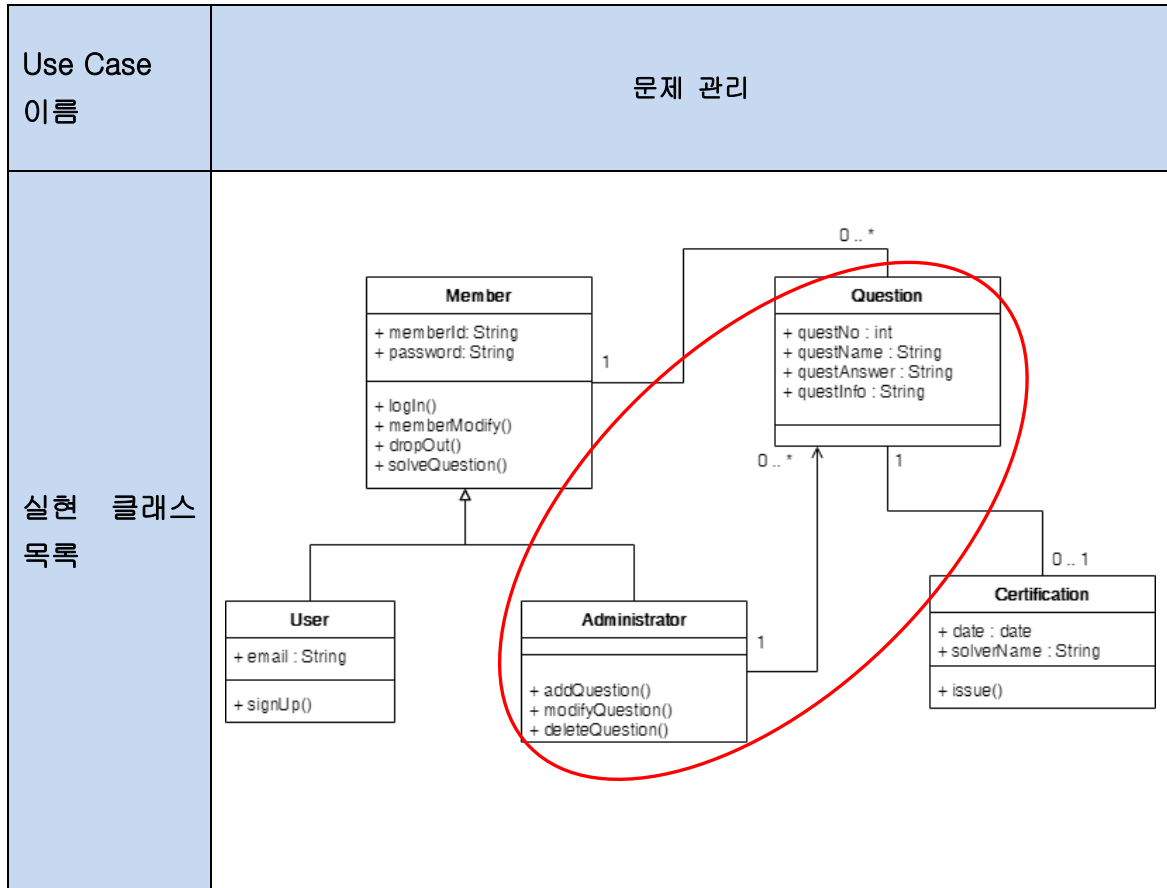 Use Case
이름
문제 관리
실현 클래스
목록
0 .. *
Member
+ memberId: String
+ password: String
+ logIn()
+ memberModify()
+ dropOut()
+ solveQuestion()
1
Question
+ questNo : int
+ questName : String
+ questAnswer : String
+ questInfo : String
0 .. *
1
0 .. 1
User
+ email : String
+ signUp()
Administrator
+ addQuestion()
+ modifyQuestion()
+ deleteQuestion()
1
Certification
+ date : date
+ solverName : String
+ issue()